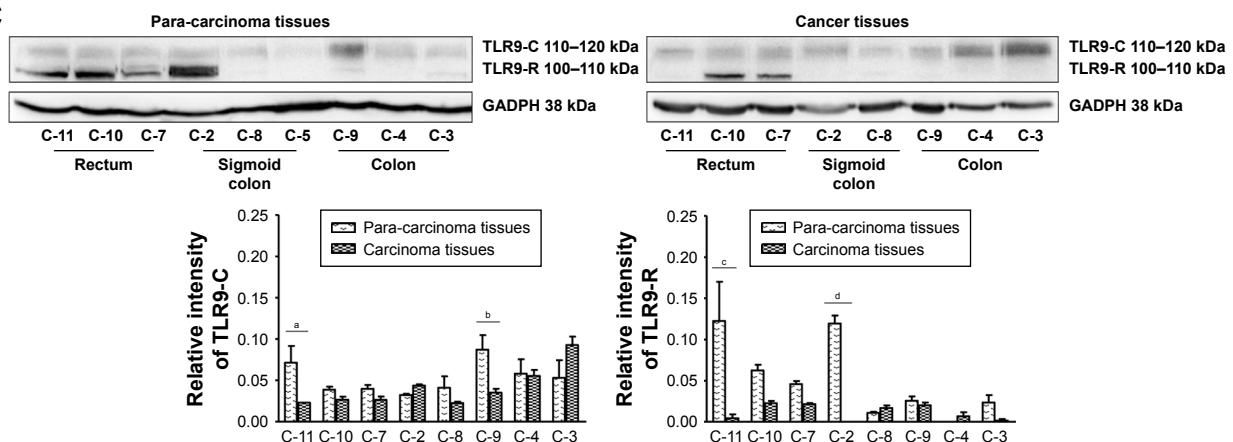 C
Para-carcinoma tissues
TLR9-C 110–120 kDa
TLR9-R 100–110 kDa
GADPH 38 kDa
C-11 C-10 C-7 C-2 C-8 C-5 C-9 C-4 C-3
Rectum Sigmoid colon Colon
Cancer tissues
TLR9-C 110–120 kDa
TLR9-R 100–110 kDa
GADPH 38 kDa
C-11 C-10 C-7 C-2 C-8 C-9 C-4 C-3
Rectum Sigmoid colon Colon
Relative intensity
of TLR9-C
0.25
0.20
0.15
0.10
0.05
0.00
Para-carcinoma tissues
Carcinoma tissues
a
b
C-11 C-10 C-7 C-2 C-8 C-9 C-4 C-3
Relative intensity
of TLR9-R
0.25
0.20
0.15
0.10
0.05
0.00
Para-carcinoma tissues
Carcinoma tissues
c
d
C-11 C-10 C-7 C-2 C-8 C-9 C-4 C-3